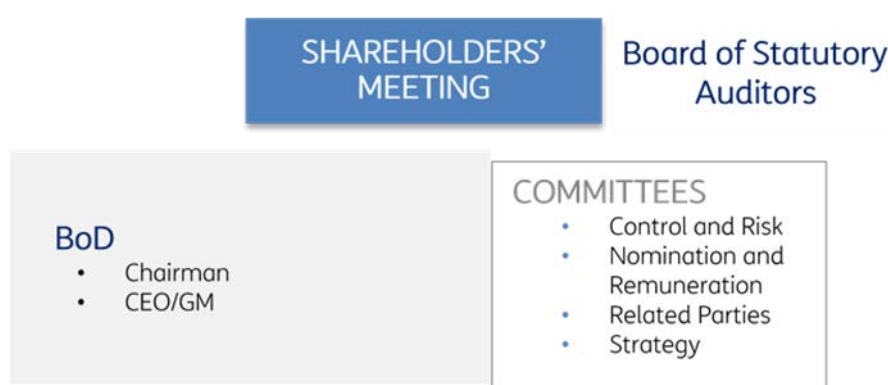 SHAREHOLDERS’
MEETING
Board of Statutory
Auditors
BoD
• Chairman
• CEO/GM
COMMITTEES
• Control and Risk
• Nomination and
Remuneration
• Related Parties
• Strategy